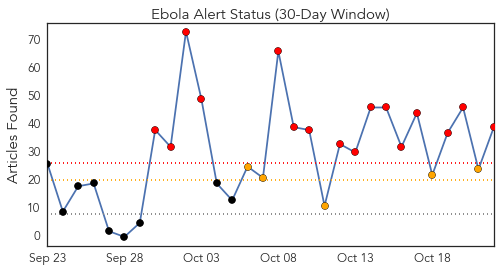 Ebola Alert Status (30-Day Window)
Articles Found
70
60
50
40
30
20
10
0
Sep 23
Sep 28
Oct 03
Oct 08
Oct 13
Oct 18